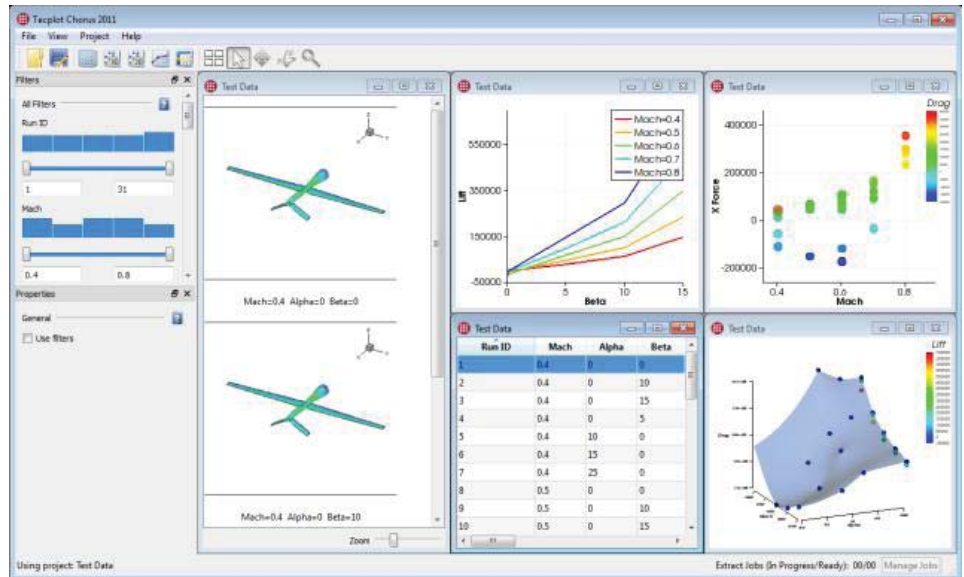 Tecplot Chorus 2011
File View Project Help
Filters
All Filters
Run ID
1 31
Mach
0.4 0.8
Properties
General
Use filters
Test Data
Mach=0.4 Alpha=0 Beta=0
Mach=0.4 Alpha=0 Beta=10
Zoom
Test Data
Mach=0.4
Mach=0.5
Mach=0.6
Mach=0.7
Mach=0.8
550000
350000
150000
-50000
Lift
0 5 10 15
Beta
Test Data
Drag
400000
200000
0
-200000
X Force
0.4 0.6 0.8
Mach
Test Data
Run ID Mach Alpha Beta
1 0.4 0 0
2 0.4 0 10
3 0.4 0 15
4 0.4 0 5
5 0.4 10 0
6 0.4 15 0
7 0.4 25 0
8 0.5 0 0
9 0.5 0 10
10 0.5 0 15
Test Data
Lift
Using project: Test Data
Extract Jobs (In Progress/Ready): 00/00 Manage Jobs